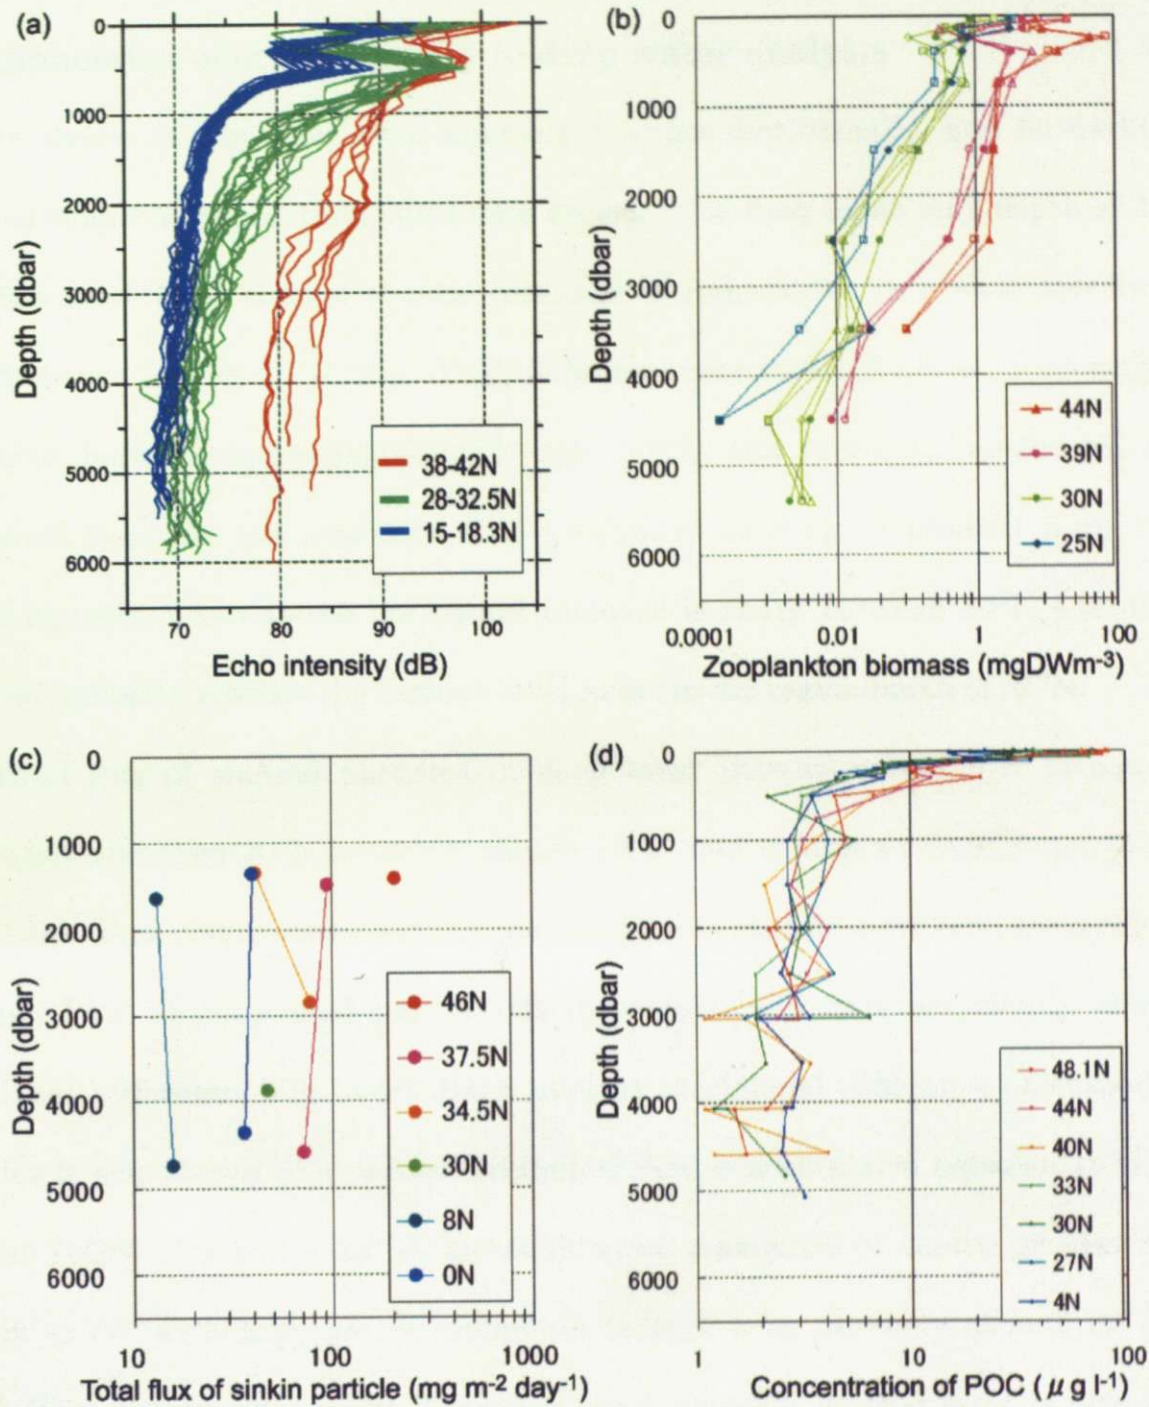 (a)
0
1000
2000
3000
4000
5000
6000
Depth (dbar)
38-42N
28-32.5N
15-18.3N
70 80 90 100
Echo intensity (dB)
(b)
0
1000
2000
3000
4000
5000
6000
Depth (dbar)
44N
39N
30N
25N
0.0001 0.01 1 100
Zooplankton biomass (mgDWm-3)
(c)
0
1000
2000
3000
4000
5000
6000
Depth (dbar)
46N
37.5N
34.5N
30N
8N
0N
10 100 1000
Total flux of sinkin particle (mg m-2 day-1)
(d)
0
1000
2000
3000
4000
5000
6000
Depth (dbar)
48.1N
44N
40N
33N
30N
27N
4N
1 10 100
Concentration of POC (μg l-1)